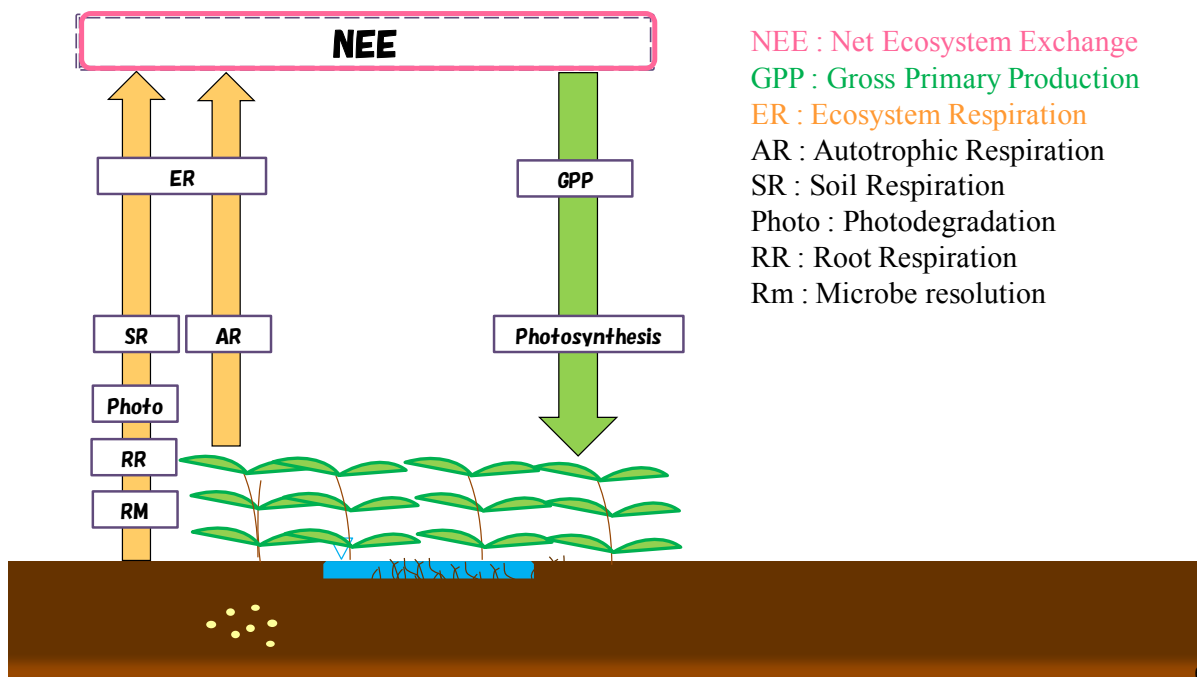 NEE
ER
GPP
SR
AR
Photosynthesis
Photo
RR
RM
NEE : Net Ecosystem Exchange
GPP : Gross Primary Production
ER : Ecosystem Respiration
AR : Autotrophic Respiration
SR : Soil Respiration
Photo : Photodegradation
RR : Root Respiration
Rm : Microbe resolution